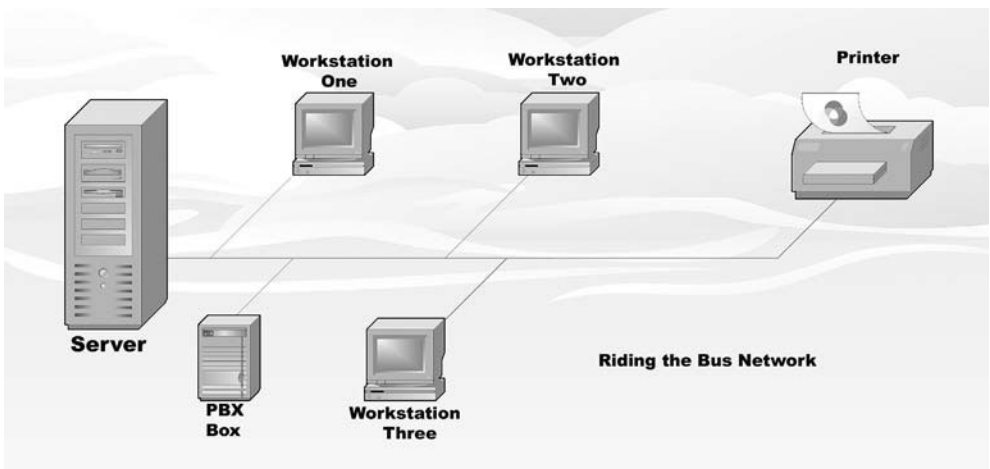 Workstation
One
Workstation
Two
Printer
Server
PBX
Box
Workstation
Three
Riding the Bus Network